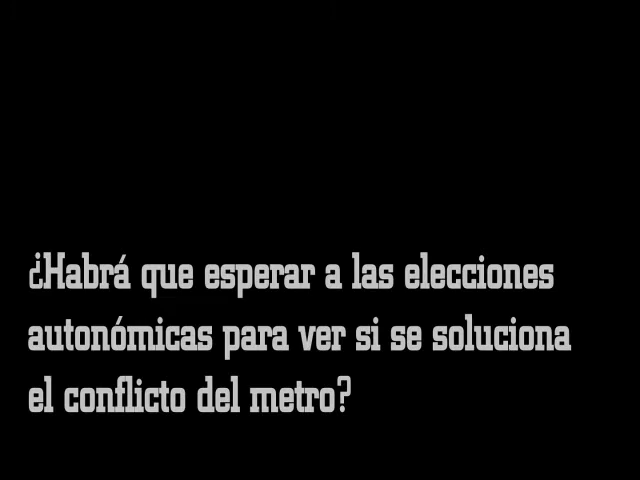 ¿Habrá que esperar a las elecciones
autonómicas para ver si se soluciona
el conflicto del metro?